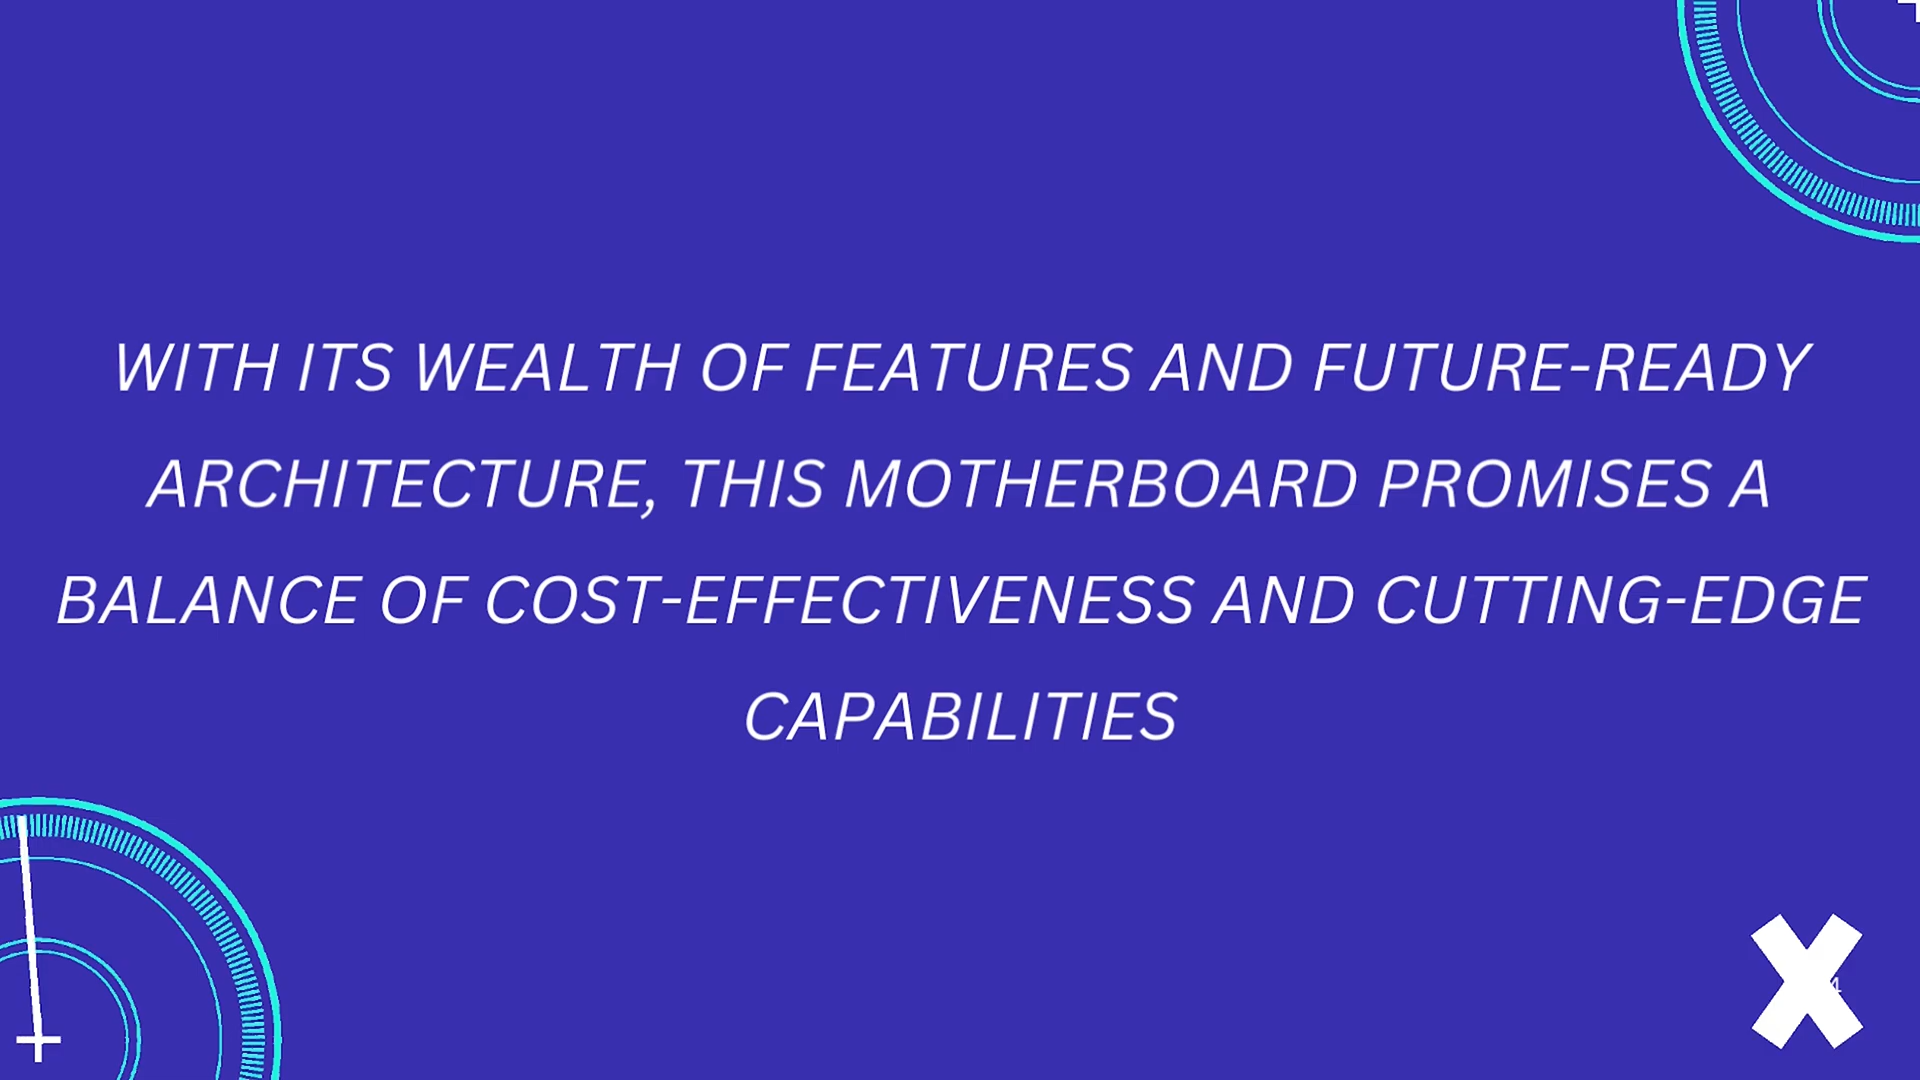 WITH ITS WEALTH OF FEATURES AND FUTURE-READY
ARCHITECTURE, THIS MOTHERBOARD PROMISES A
BALANCE OF COST-EFFECTIVENESS AND CUTTING-EDGE
CAPABILITIES